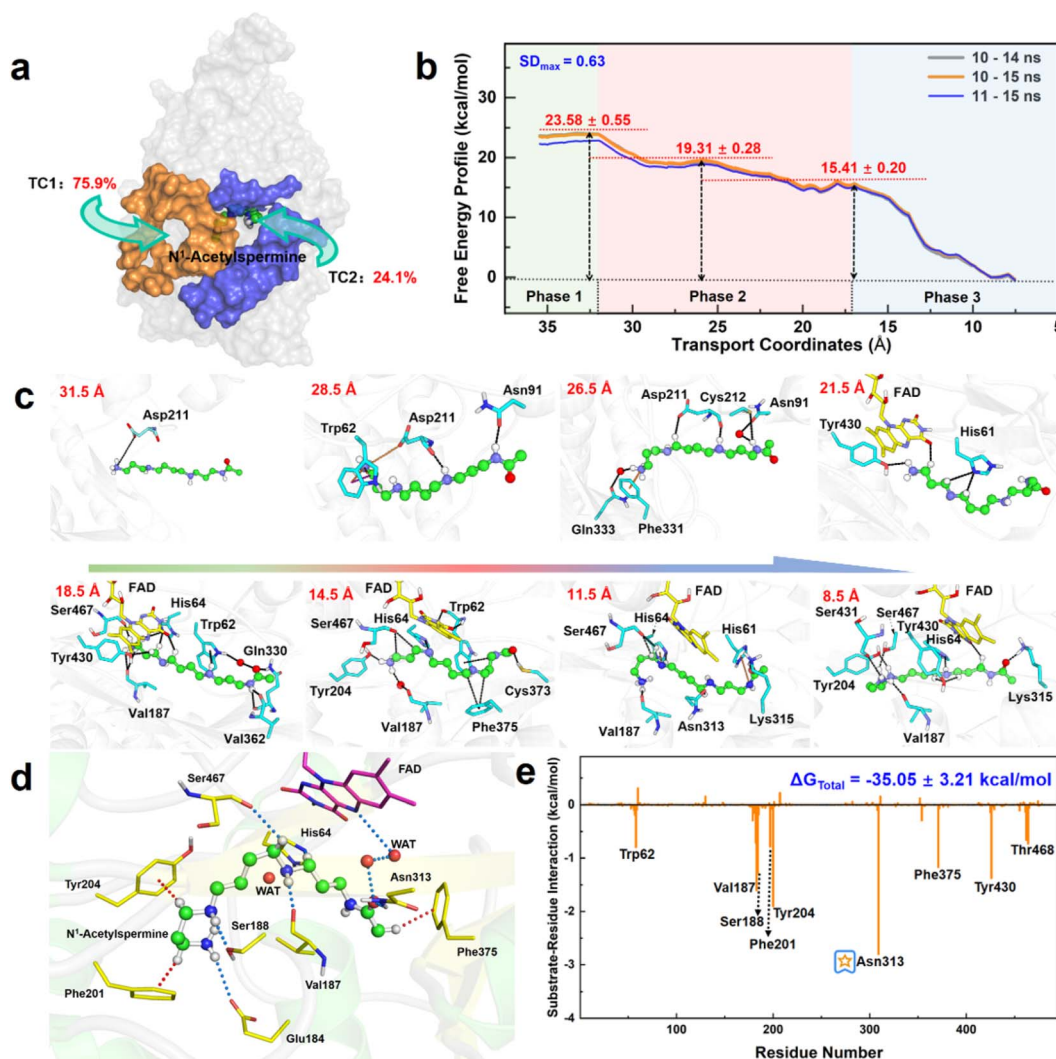 a
TC1: 75.9%
N¹-Acetylspermine
TC2: 24.1%
b
SDmax = 0.63
10 - 14 ns
10 - 15 ns
11 - 15 ns
23.58 ± 0.55
19.31 ± 0.28
15.41 ± 0.20
Free Energy Profile (kcal/mol)
30
20
10
0
Phase 1
Phase 2
Phase 3
35 30 25 20 15 10 5
Transport Coordinates (Å)
c
31.5 Å
Asp211
28.5 Å
Asn91
Asp211
Trp62
26.5 Å
Asp211
Cys212
Asn91
Gln333
Phe331
21.5 Å
FAD
Tyr430
His61
18.5 Å
FAD
Ser467
His64
Trp62
Tyr430
Gln330
Val187
Val362
14.5 Å
FAD
Ser467
His64
Trp62
Tyr204
Cys373
Val187
Phe375
11.5 Å
FAD
Ser467
His64
His61
Val187
Asn313
Lys315
8.5 Å
FAD
Ser431
Ser467
Tyr430
His64
Tyr204
Lys315
Val187
d
Ser467
FAD
His64
WAT
Asn313
Tyr204
WAT
N¹-Acetylspermine
Ser188
Phe375
Val187
Phe201
Glu184
e
ΔGTotal = -35.05 ± 3.21 kcal/mol
Substrate-Residue Interaction (kcal/mol)
0
-1
-2
-3
-4
Trp62
Val187
Ser188
Tyr204
Phe201
Asn313
Phe375
Tyr430
Thr468
100 200 300 400
Residue Number